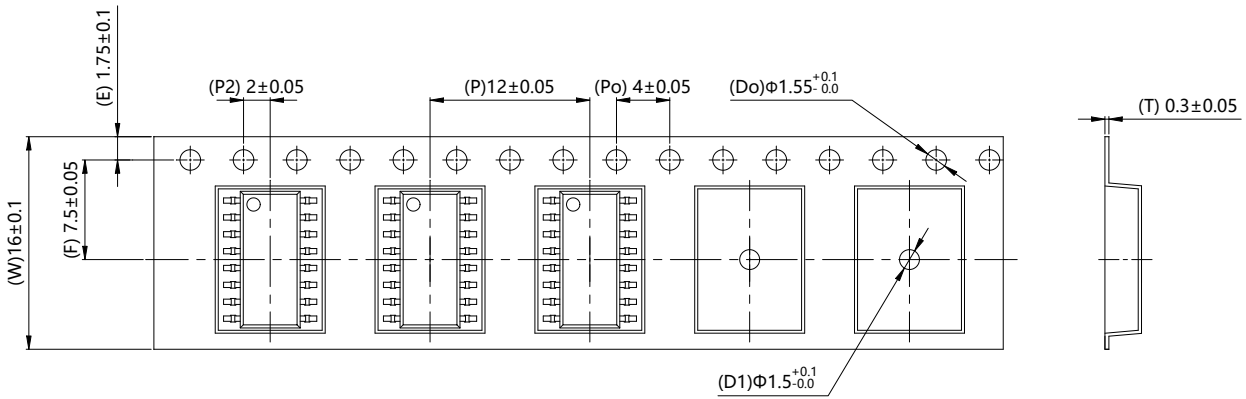 (E) 1.75±0.1
(P2) 2±0.05
(P)12±0.05
(Po) 4±0.05
(Do)Φ1.55+0.1 -0.0
(T) 0.3±0.05
(W)16±0.1
(F) 7.5±0.05
(D1)Φ1.5+0.1 -0.0